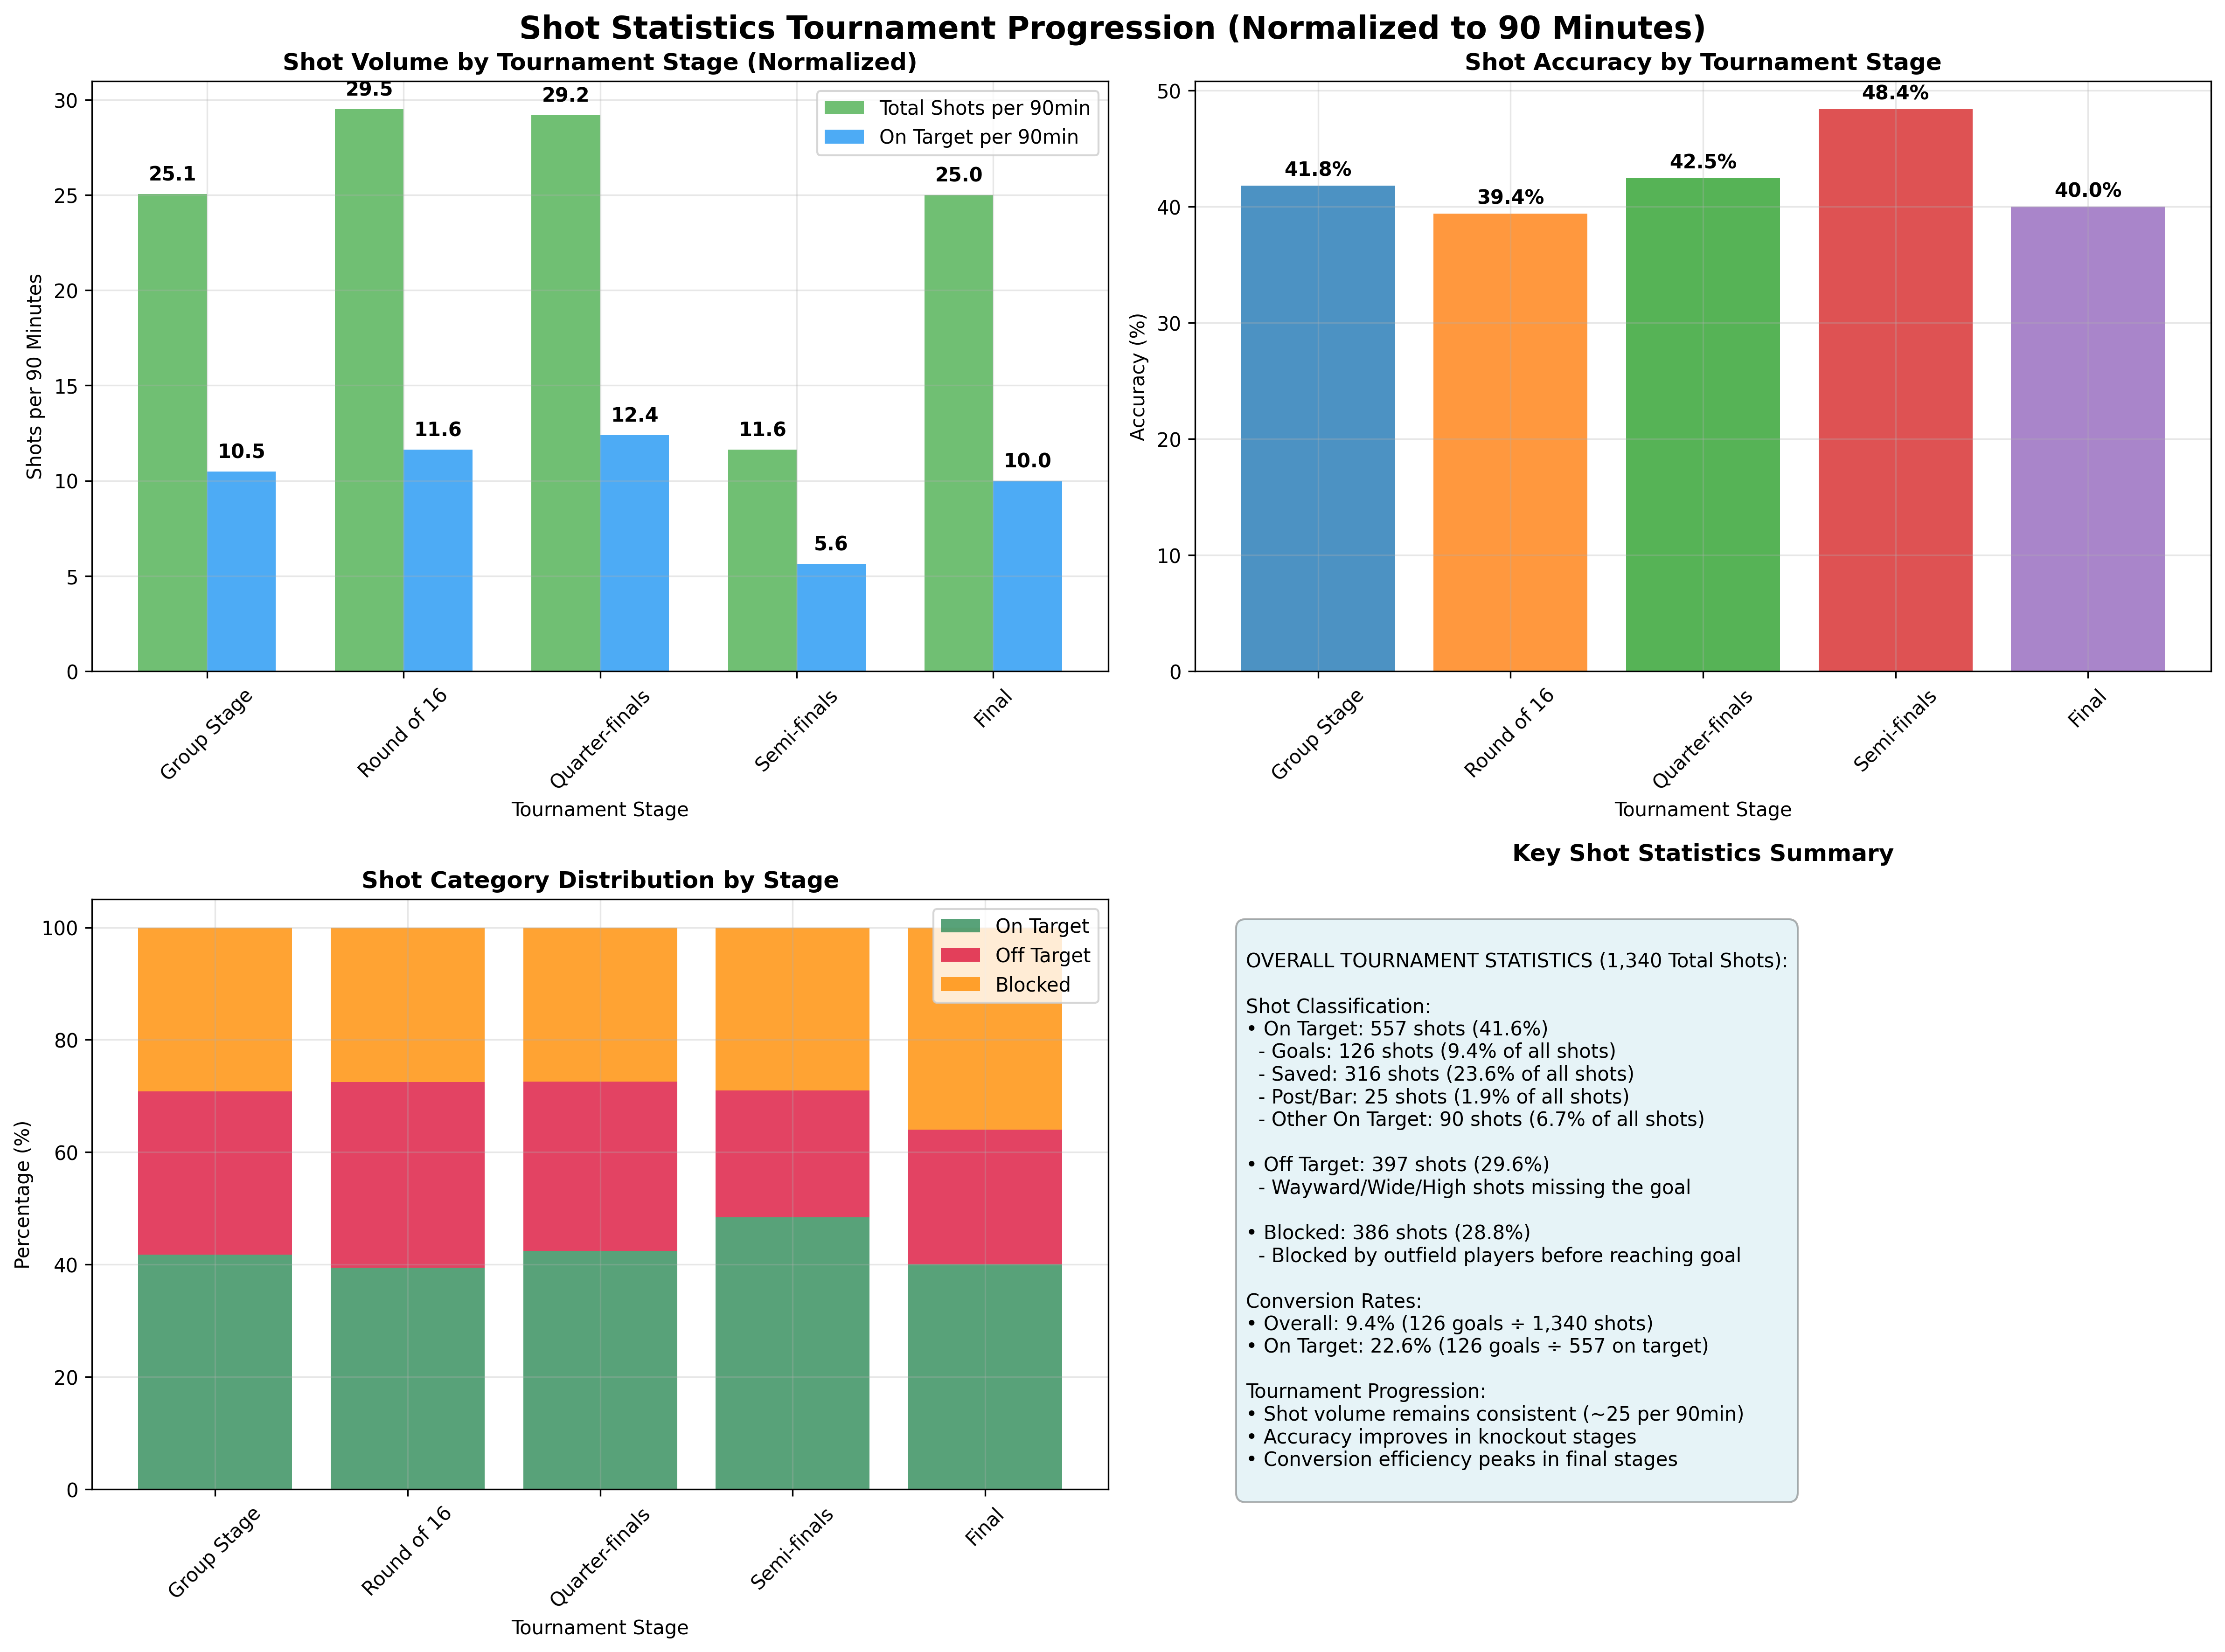 Shot Statistics Tournament Progression (Normalized to 90 Minutes)
Shot Volume by Tournament Stage (Normalized)
Total Shots per 90min
On Target per 90min
Shots per 90 Minutes
30
25
20
15
10
5
0
25.1
10.5
29.5
11.6
29.2
12.4
11.6
5.6
25.0
10.0
Group Stage
Round of 16
Quarter-finals
Semi-finals
Final
Tournament Stage
Shot Accuracy by Tournament Stage
Accuracy (%)
50
40
30
20
10
0
41.8%
39.4%
42.5%
48.4%
40.0%
Group Stage
Round of 16
Quarter-finals
Semi-finals
Final
Tournament Stage
Shot Category Distribution by Stage
On Target
Off Target
Blocked
Percentage (%)
100
80
60
40
20
0
Group Stage
Round of 16
Quarter-finals
Semi-finals
Final
Tournament Stage
Key Shot Statistics Summary
OVERALL TOURNAMENT STATISTICS (1,340 Total Shots):
Shot Classification:
• On Target: 557 shots (41.6%)
- Goals: 126 shots (9.4% of all shots)
- Saved: 316 shots (23.6% of all shots)
- Post/Bar: 25 shots (1.9% of all shots)
- Other On Target: 90 shots (6.7% of all shots)
• Off Target: 397 shots (29.6%)
- Wayward/Wide/High shots missing the goal
• Blocked: 386 shots (28.8%)
- Blocked by outfield players before reaching goal
Conversion Rates:
• Overall: 9.4% (126 goals ÷ 1,340 shots)
• On Target: 22.6% (126 goals ÷ 557 on target)
Tournament Progression:
• Shot volume remains consistent (~25 per 90min)
• Accuracy improves in knockout stages
• Conversion efficiency peaks in final stages